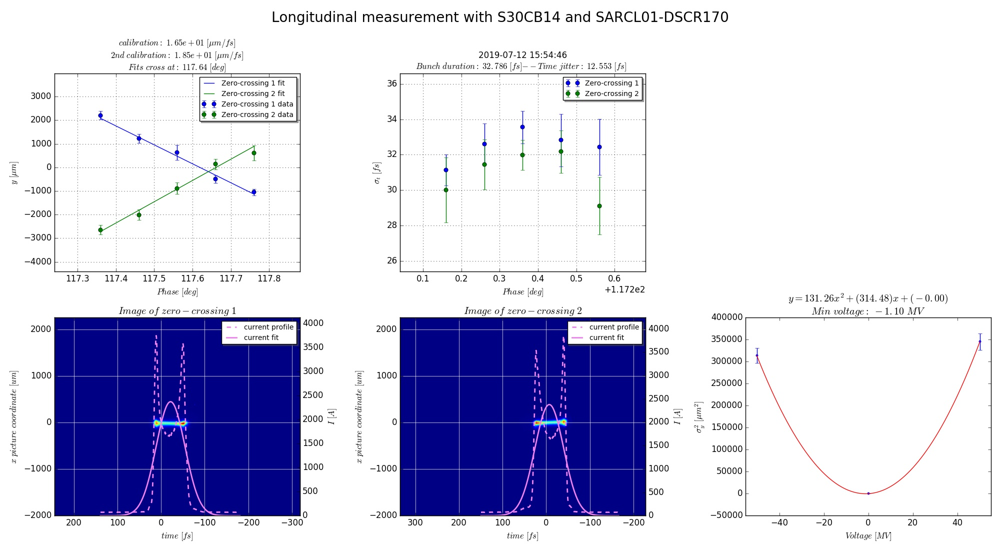 Longitudinal measurement with S30CB14 and SARCL01-DSCR170
calibration: 1.65e+01 [μm/fs]
2nd calibration: 1.85e+01 [μm/fs]
Fits cross at: 117.64 [deg]
Zero-crossing 1 fit
Zero-crossing 2 fit
Zero-crossing 1 data
Zero-crossing 2 data
3000
2000
1000
0
−1000
−2000
−3000
−4000
y [μm]
117.3 117.4 117.5 117.6 117.7 117.8
Phase [deg]
2019-07-12 15:54:46
Bunch duration: 32.786 [fs]−−Time jitter: 12.553 [fs]
Zero-crossing 1
Zero-crossing 2
36
34
32
30
28
26
σt [fs]
0.1 0.2 0.3 0.4 0.5 0.6
+1.172e2
Phase [deg]
Image of zero−crossing 1
current profile
current fit
2000
1000
0
−1000
−2000
x picture coordinate [um]
4000
3500
3000
2500
2000
1500
1000
500
0
I [A]
200 100 0 −100 −200 −300
time [fs]
Image of zero−crossing 2
current profile
current fit
2000
1000
0
−1000
−2000
x picture coordinate [um]
4000
3500
3000
2500
2000
1500
1000
500
0
I [A]
300 200 100 0 −100 −200
time [fs]
y=131.26x²+(314.48)x+(−0.00)
Min voltage: −1.10 MV
400000
350000
300000
250000
200000
150000
100000
50000
0
−50000
σy² [μm²]
−40 −20 0 20 40
Voltage [MV]